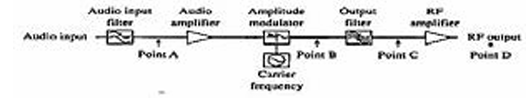 Audio input filter
Audio amplifier
Amplitude modulator
Output filter
RF amplifier
Audio input
RF output
Point A
Point B
Point C
Point D
Carrier frequency